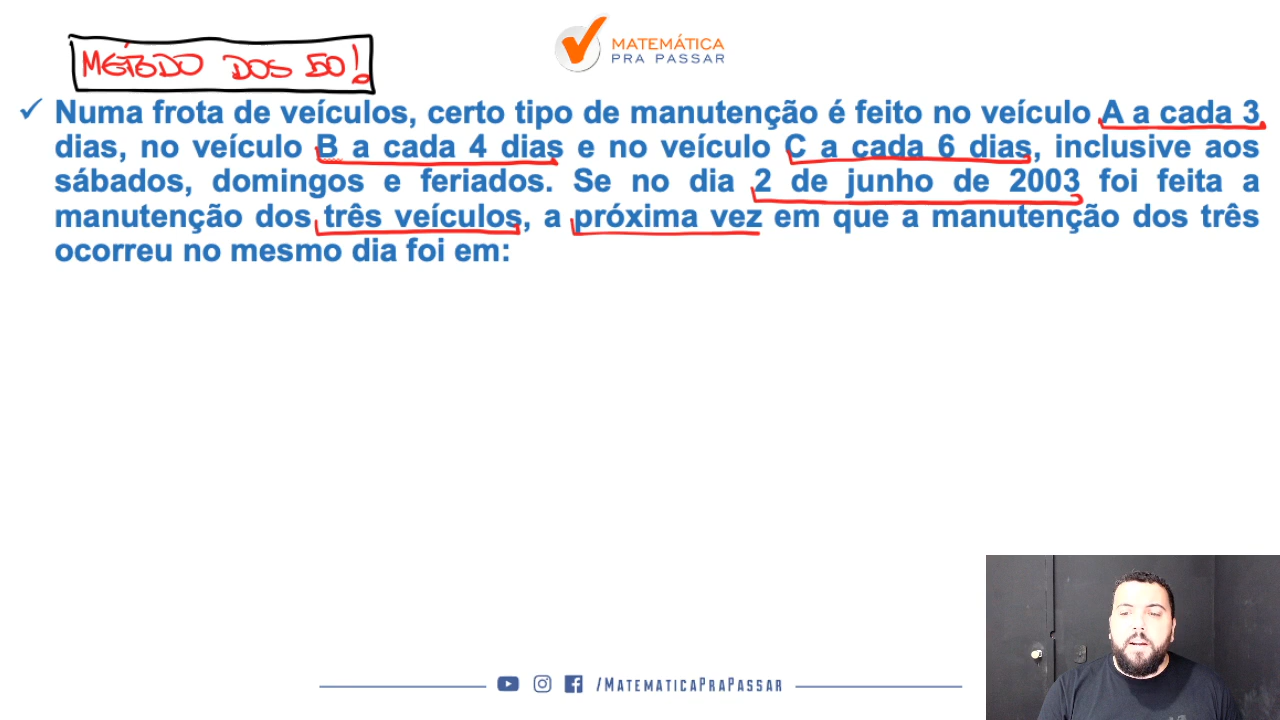 MÉTODO DOS 50!
MATEMÁTICA
PRA PASSAR
✓ Numa frota de veículos, certo tipo de manutenção é feito no veículo A a cada 3
dias, no veículo B a cada 4 dias e no veículo C a cada 6 dias, inclusive aos
sábados, domingos e feriados. Se no dia 2 de junho de 2003 foi feita a
manutenção dos três veículos, a próxima vez em que a manutenção dos três
ocorreu no mesmo dia foi em:
/MATEMATICAPRAPASSAR